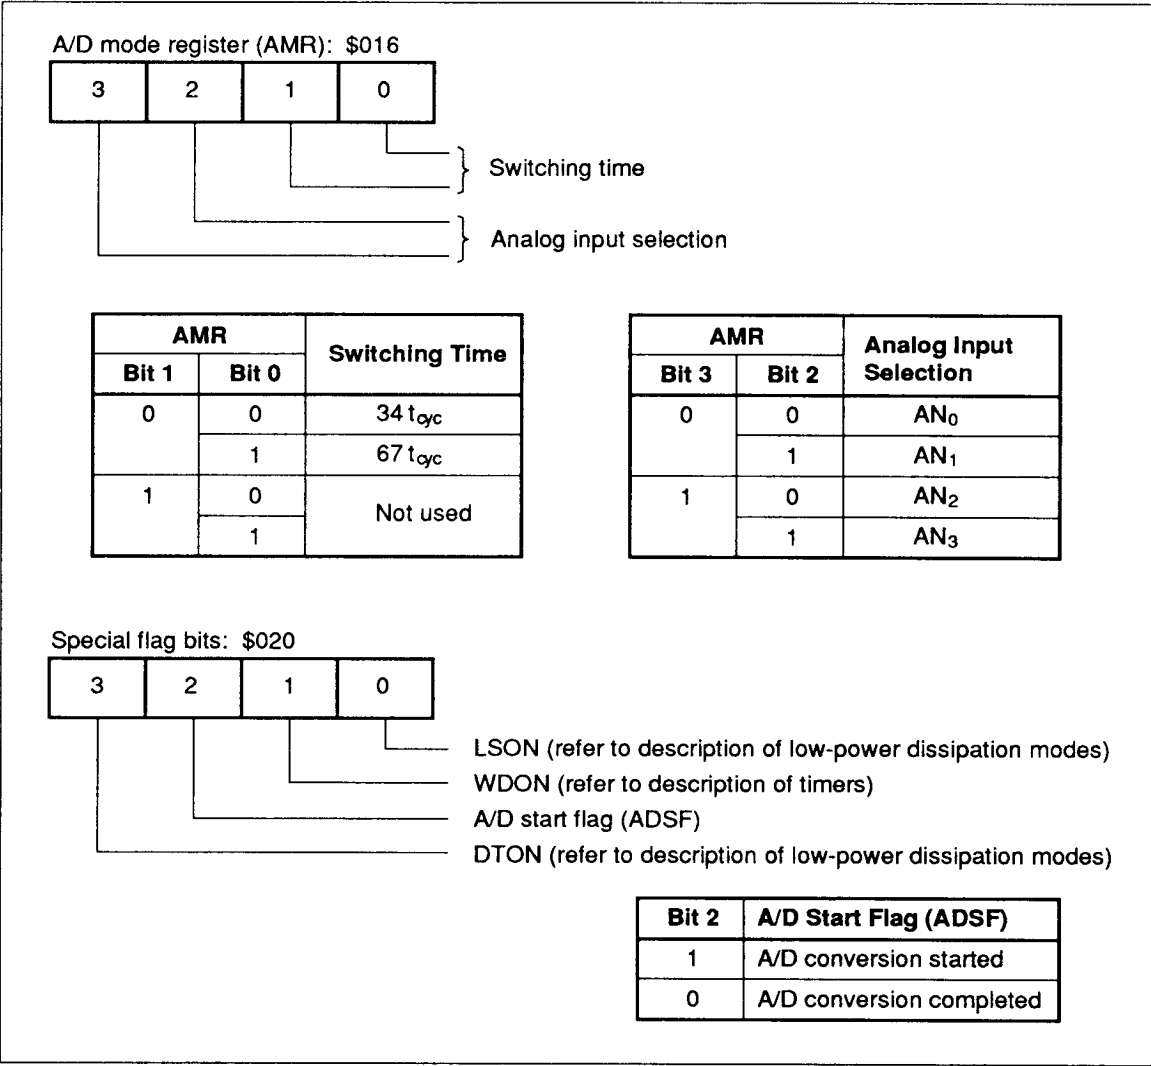 A/D mode register (AMR): $016
3 2 1 0
Switching time
Analog input selection
AMR Switching Time
Bit 1 Bit 0
0 0 34 tcyc
1 67 tcyc
1 0 Not used
1
AMR Analog Input Selection
Bit 3 Bit 2
0 0 AN0
1 AN1
1 0 AN2
1 AN3
Special flag bits: $020
3 2 1 0
LSON (refer to description of low-power dissipation modes)
WDON (refer to description of timers)
A/D start flag (ADSF)
DTON (refer to description of low-power dissipation modes)
Bit 2 A/D Start Flag (ADSF)
1 A/D conversion started
0 A/D conversion completed